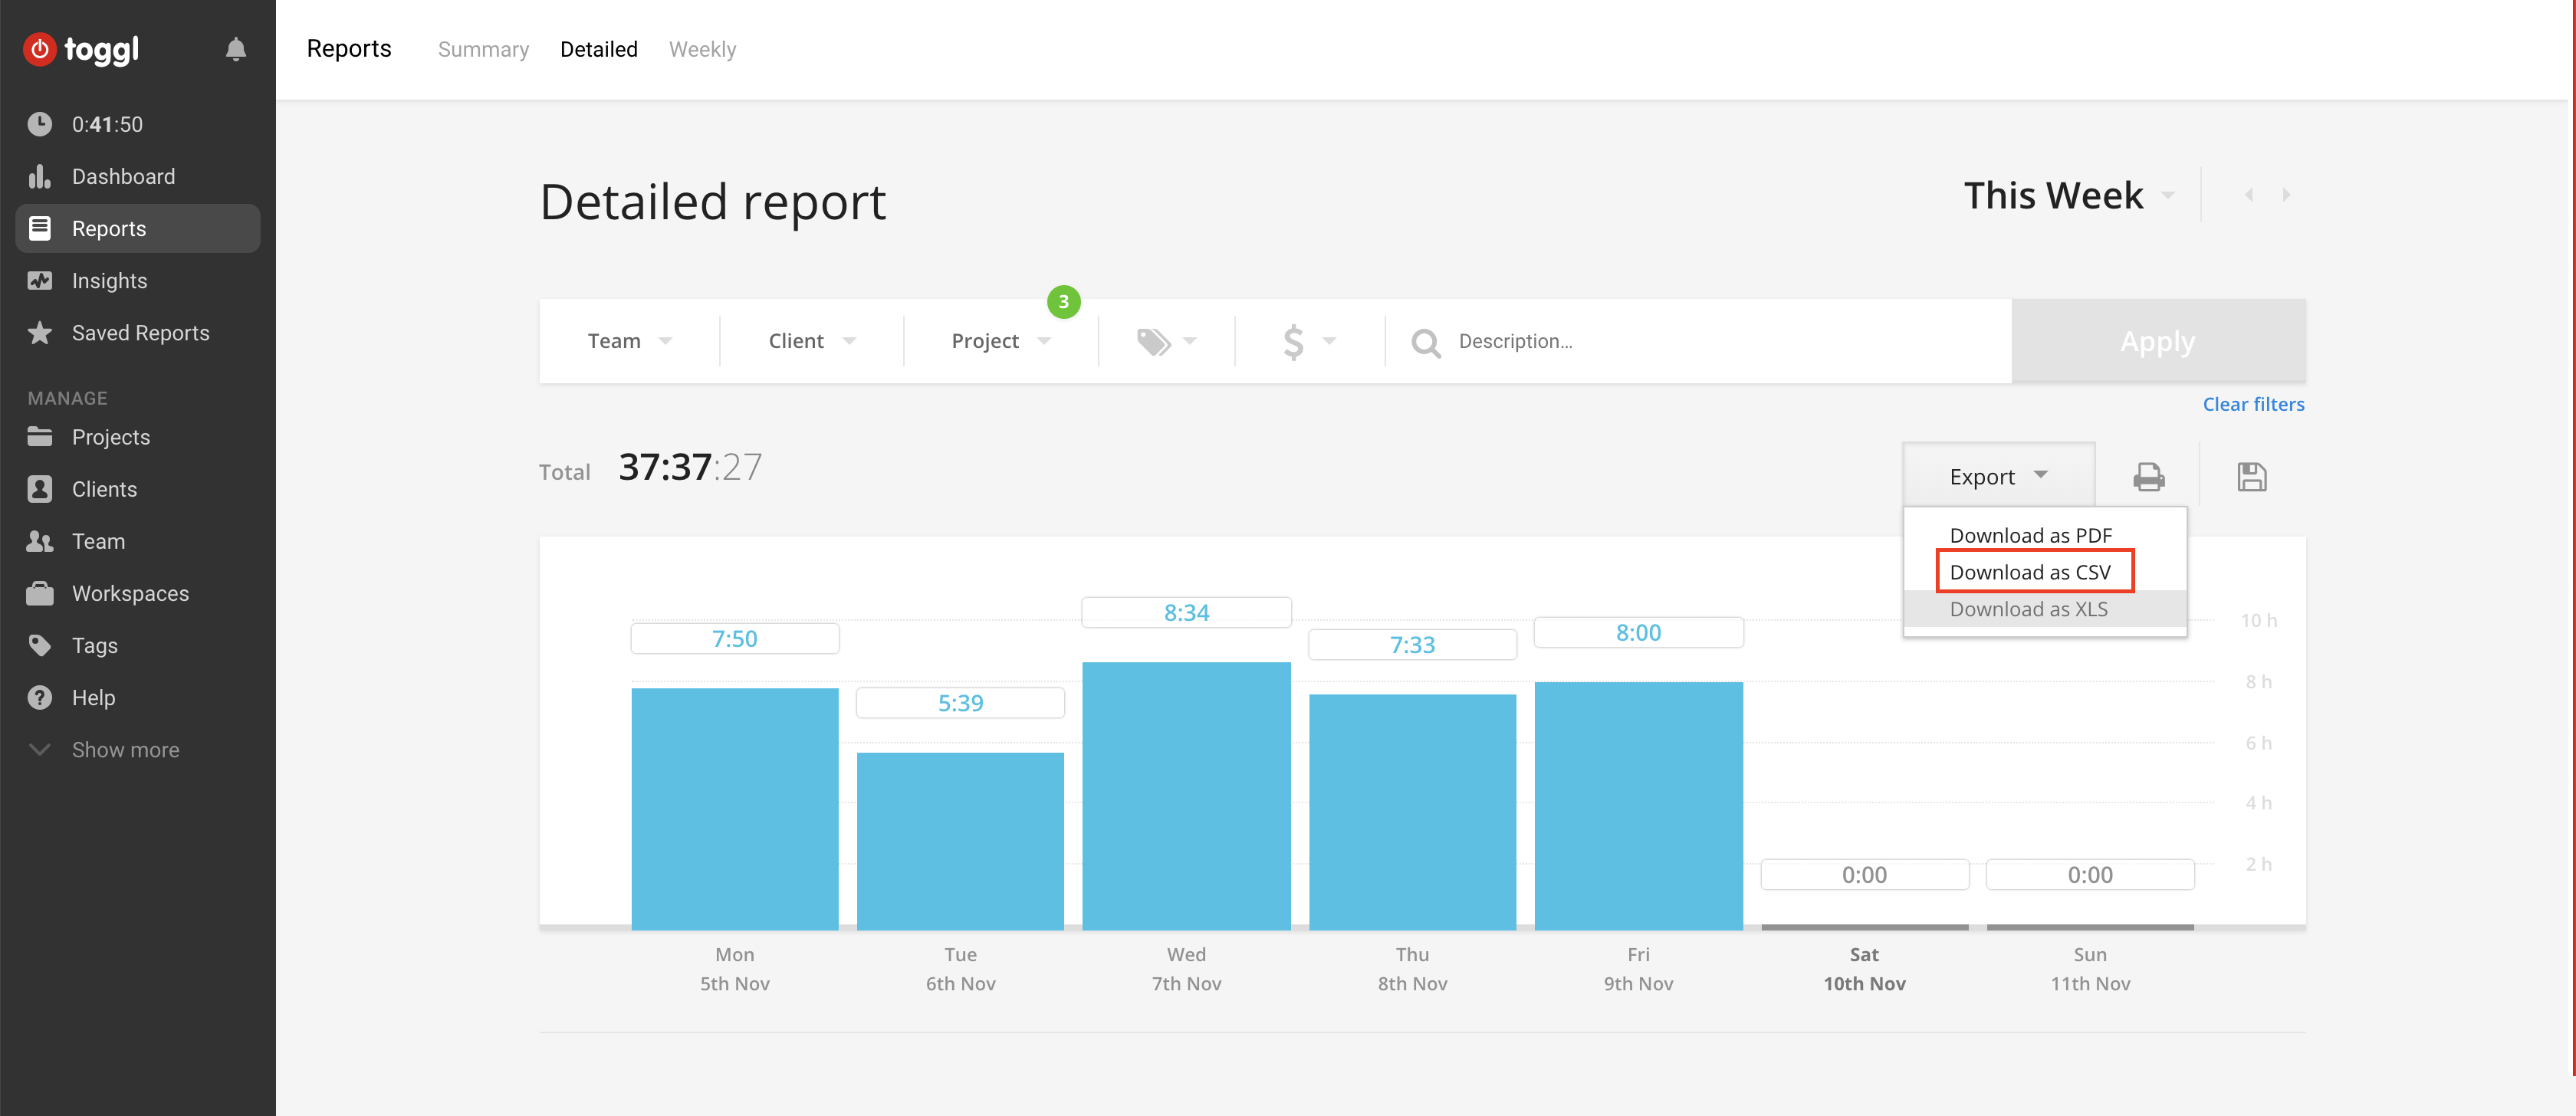 toggl
0:41:50
Dashboard
Reports
Insights
Saved Reports
MANAGE
Projects
Clients
Team
Workspaces
Tags
Help
Show more
Reports Summary Detailed Weekly
Detailed report
This Week
3
Team Client Project $ Description... Apply
Clear filters
Total 37:37:27
Export
Download as PDF
Download as CSV
Download as XLS
7:50
5:39
8:34
7:33
8:00
0:00
0:00
10 h
8 h
6 h
4 h
2 h
Mon
5th Nov
Tue
6th Nov
Wed
7th Nov
Thu
8th Nov
Fri
9th Nov
Sat
10th Nov
Sun
11th Nov